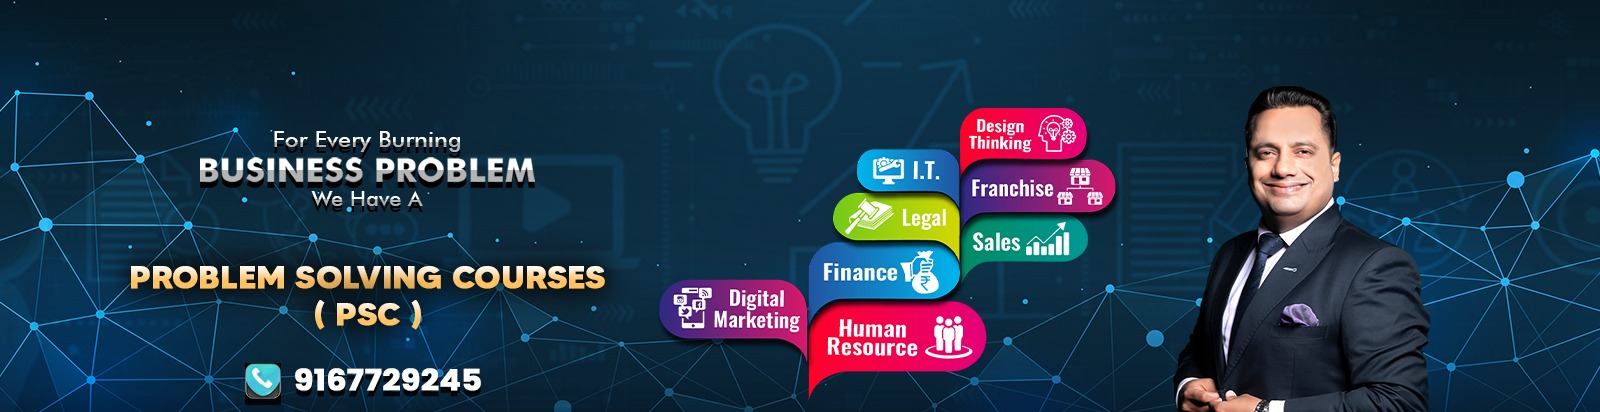 For Every Burning
BUSINESS PROBLEM
We Have A
PROBLEM SOLVING COURSES
( PSC )
9167729245
Design
Thinking
I.T.
Franchise
Legal
Sales
Finance
Digital
Marketing
Human
Resource